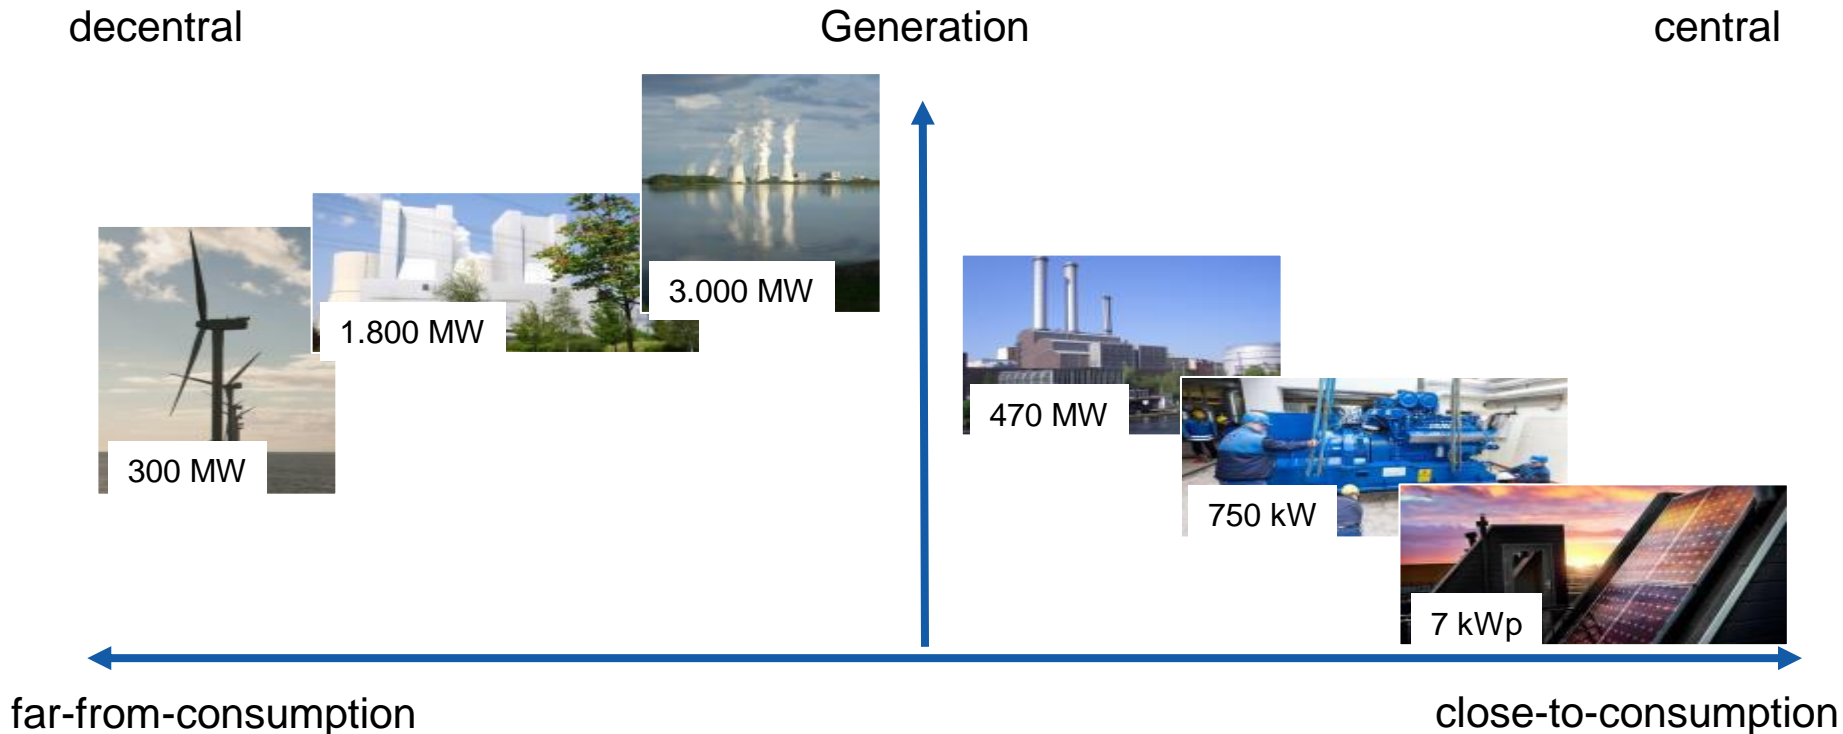 decentral
Generation
central
3.000 MW
1.800 MW
300 MW
470 MW
750 kW
7 kWp
far-from-consumption
close-to-consumption